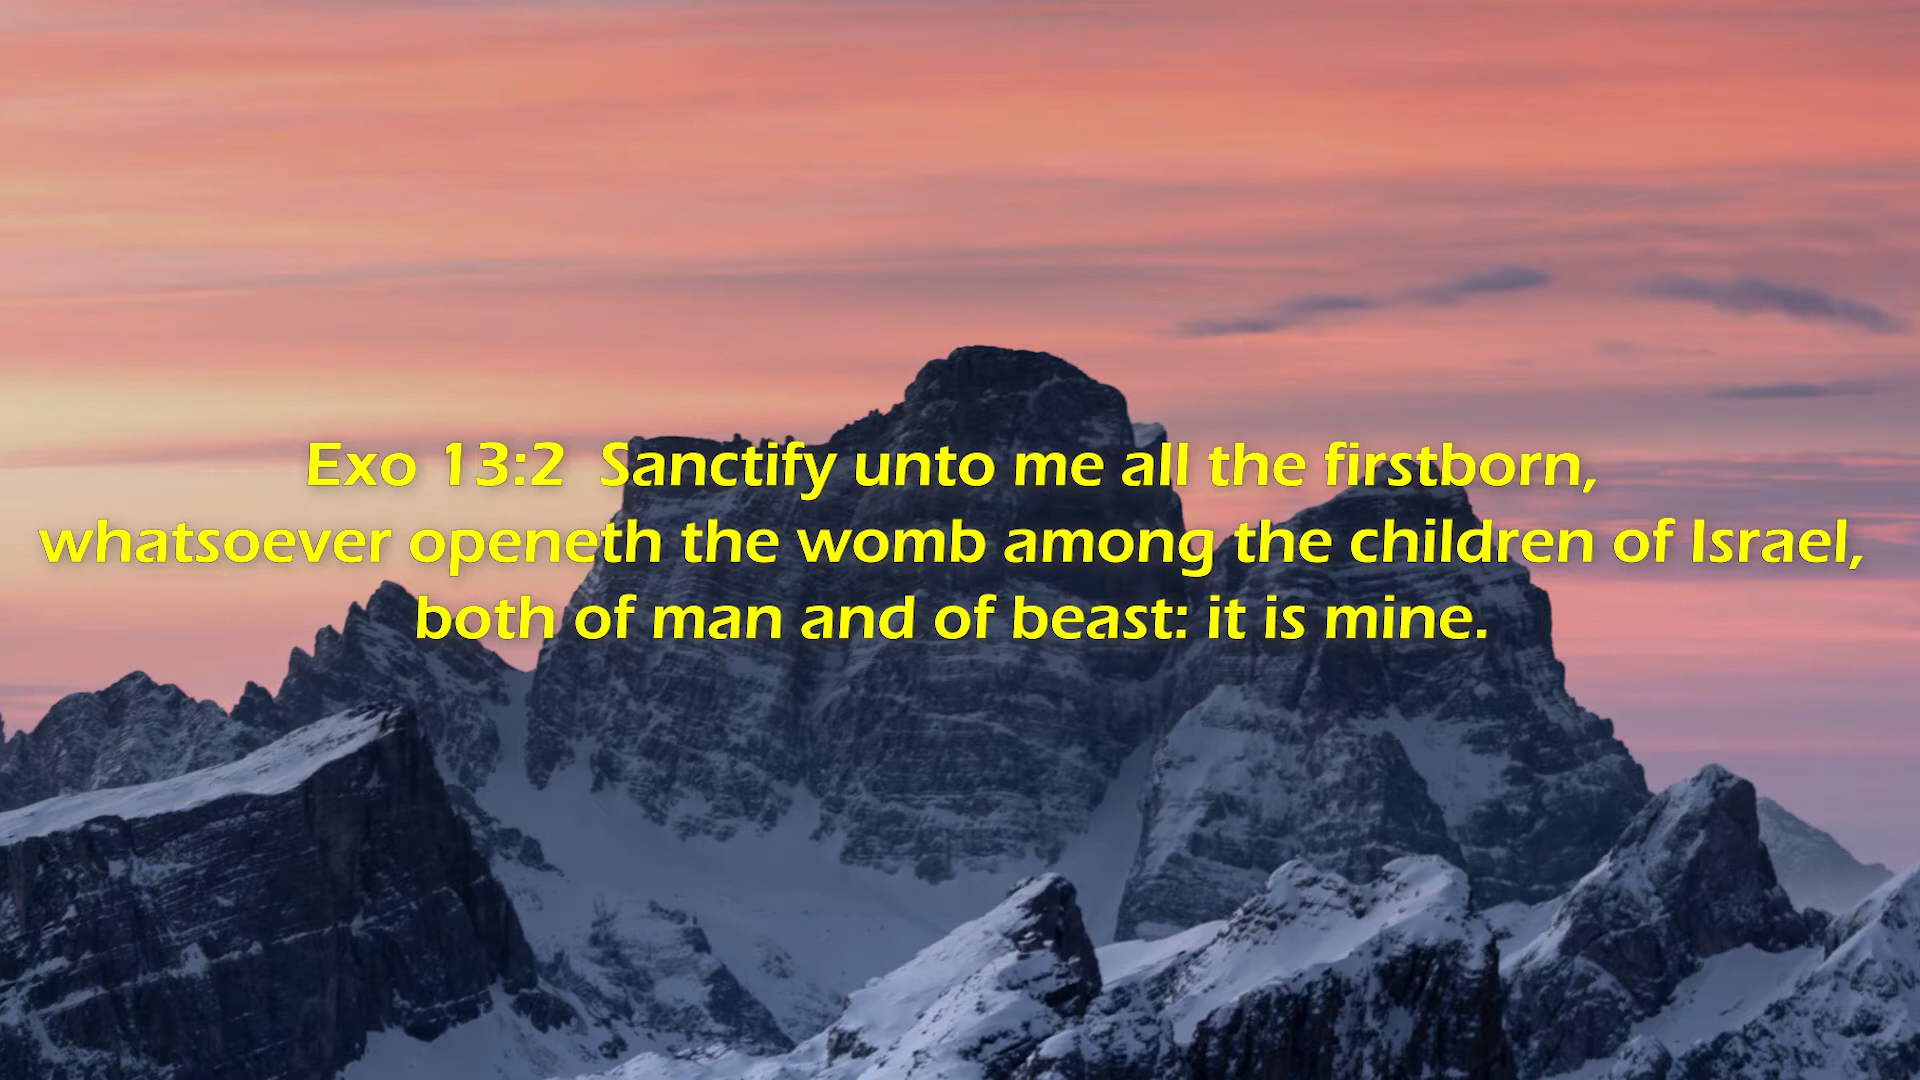 Exo 13:2  Sanctify unto me all the firstborn,
whatsoever openeth the womb among the children of Israel,
both of man and of beast: it is mine.